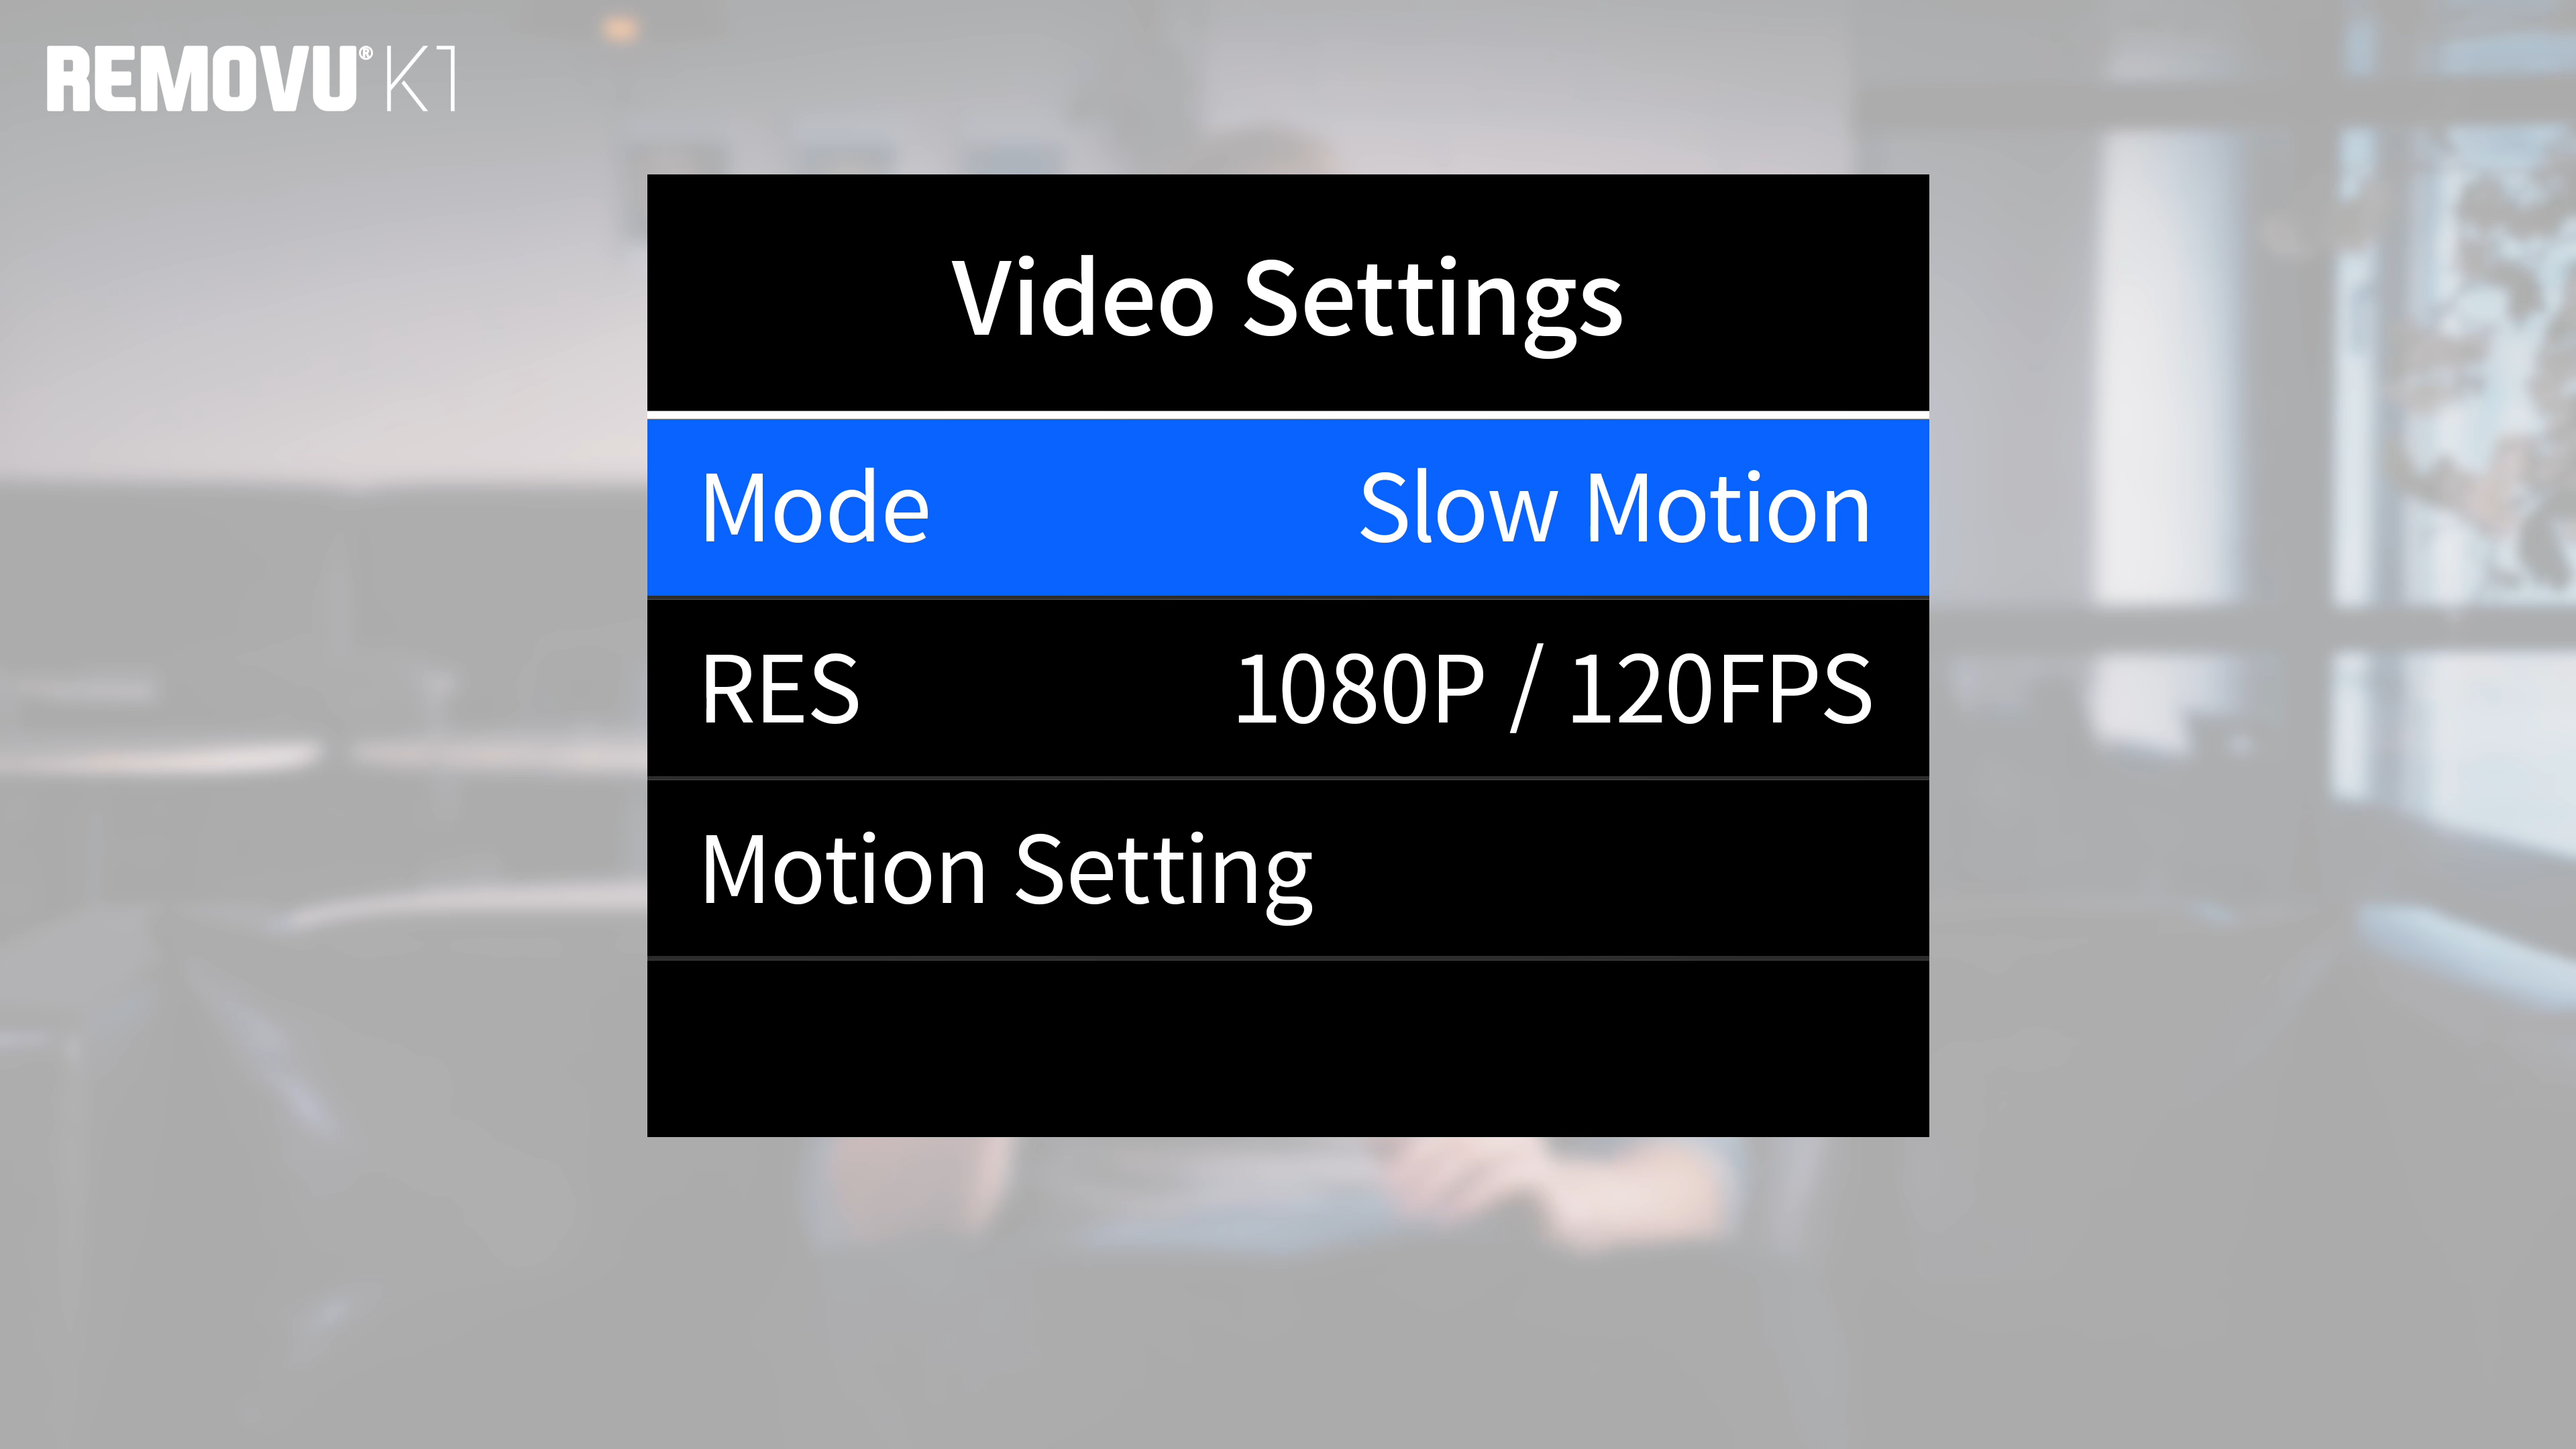 REMOVU® K1
Video Settings
Mode Slow Motion
RES 1080P / 120FPS
Motion Setting